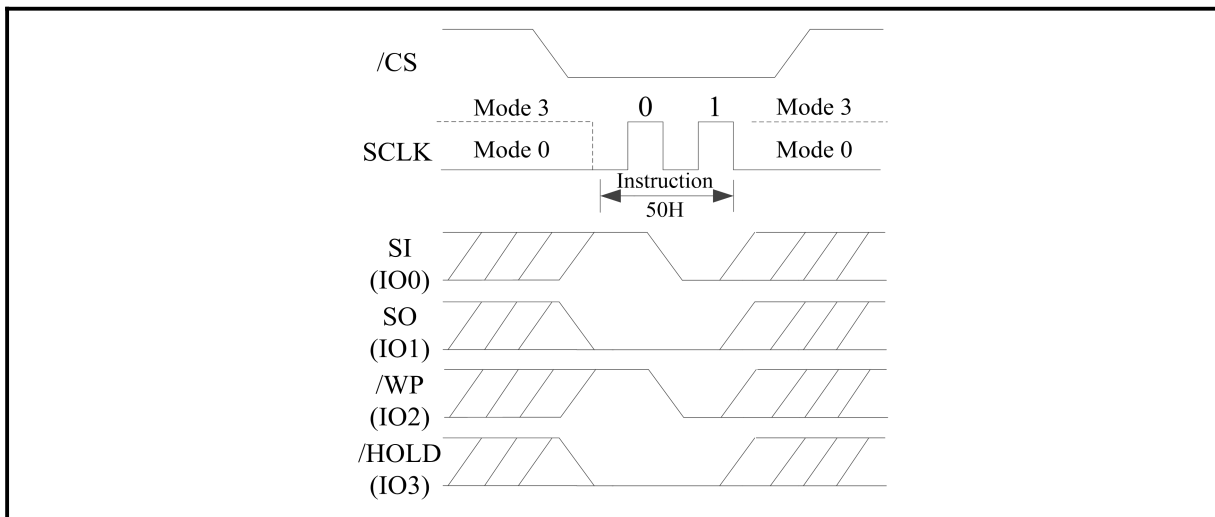 /CS
Mode 3 0 1 Mode 3
SCLK Mode 0 Mode 0
Instruction
50H
SI
(IO0)
SO
(IO1)
/WP
(IO2)
/HOLD
(IO3)